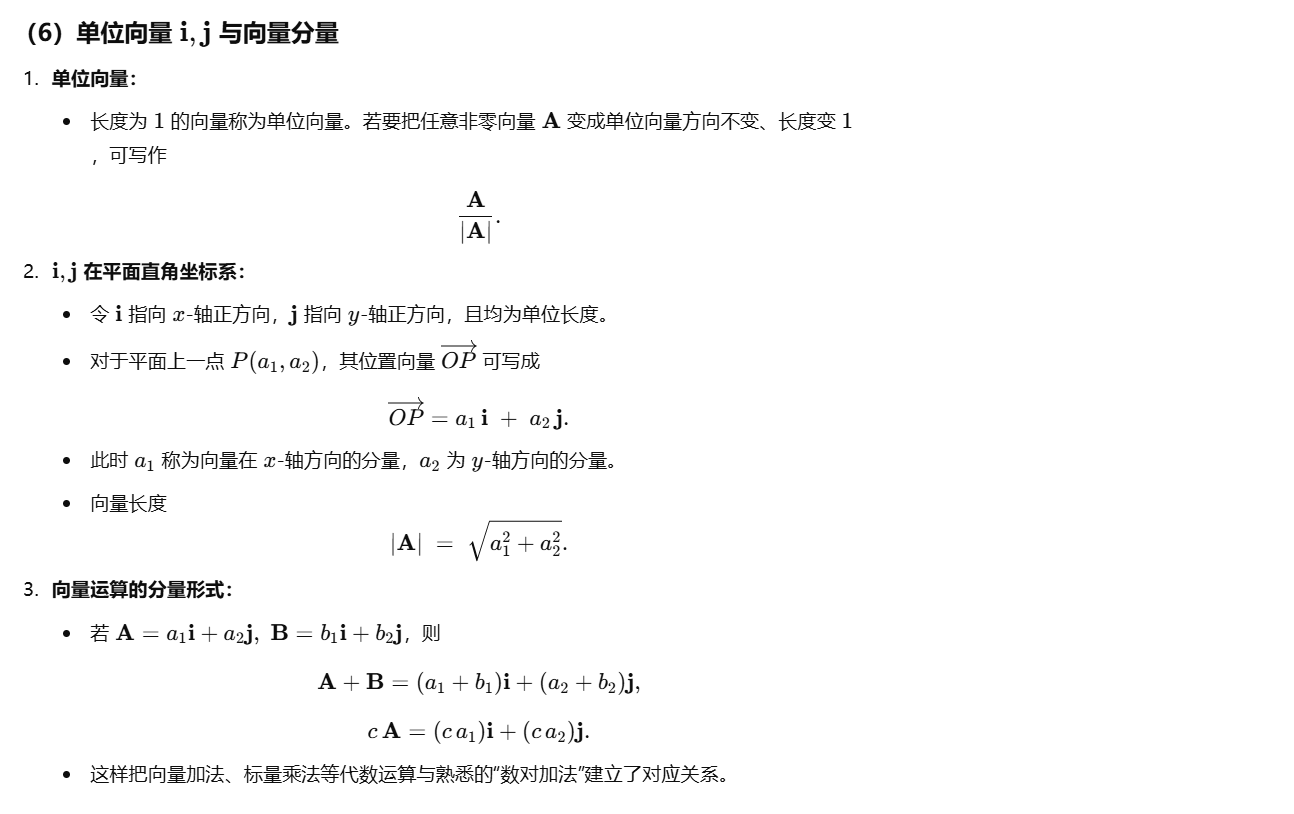 （6）单位向量 i, j 与向量分量
1. 单位向量：
• 长度为 1 的向量称为单位向量。若要把任意非零向量 A 变成单位向量方向不变、长度变 1
，可写作
A/|A|.
2. i, j 在平面直角坐标系：
• 令 i 指向 x-轴正方向，j 指向 y-轴正方向，且均为单位长度。
• 对于平面上一点 P(a₁, a₂)，其位置向量 $\overrightarrow{OP}$ 可写成
$\overrightarrow{OP}$ = a₁ i + a₂ j.
• 此时 a₁ 称为向量在 x-轴方向的分量，a₂ 为 y-轴方向的分量。
• 向量长度
|A| = $\sqrt{a_1^2 + a_2^2}$.
3. 向量运算的分量形式：
• 若 A = a₁i + a₂j, B = b₁i + b₂j，则
A + B = (a₁ + b₁)i + (a₂ + b₂)j,
c A = (c a₁)i + (c a₂)j.
• 这样把向量加法、标量乘法等代数运算与熟悉的“数对加法”建立了对应关系。